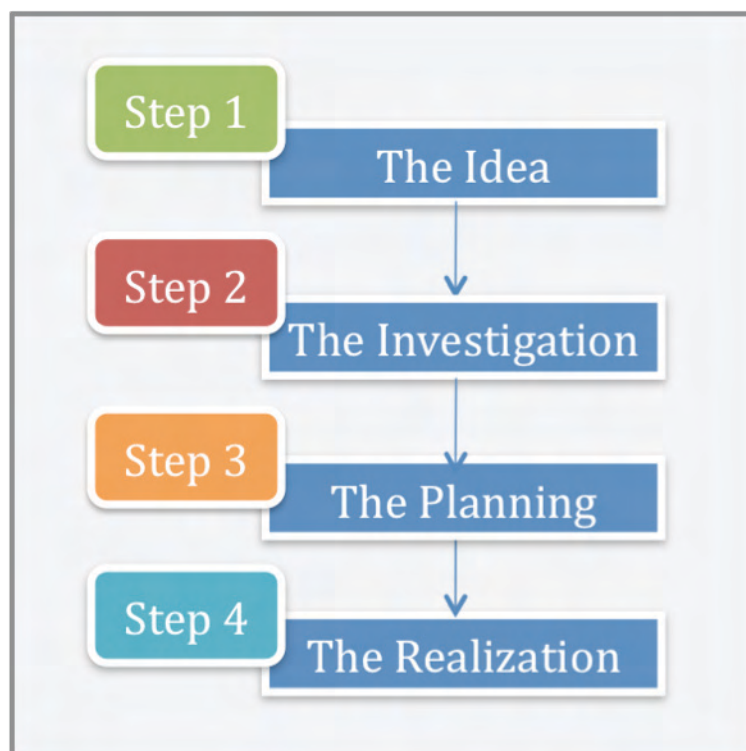 Step 1
The Idea
Step 2
The Investigation
Step 3
The Planning
Step 4
The Realization